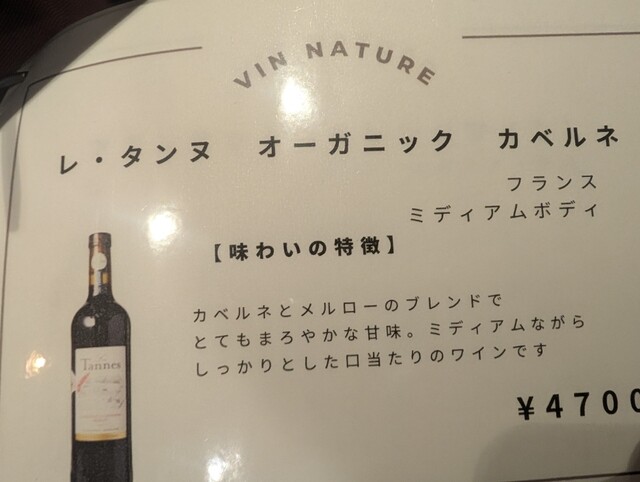 VIN NATURE
レ・タンヌ オーガニック カベルネ
フランス
ミディアムボディ
【味わいの特徴】
カベルネとメルローのブレンドで
とてもまろやかな甘味。ミディアムながら
しっかりとした口当たりのワインです
Tannes
¥4700